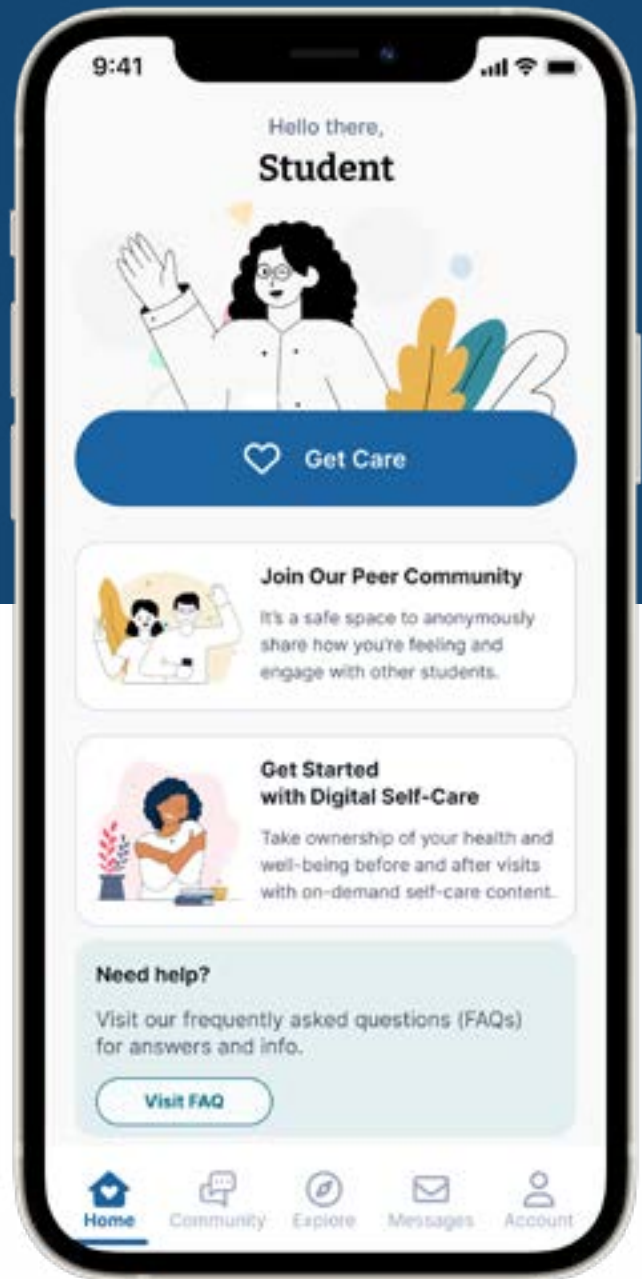 9:41
Hello there,
Student
Get Care
Join Our Peer Community
It's a safe space to anonymously
share how you're feeling and
engage with other students.
Get Started
with Digital Self-Care
Take ownership of your health and
well-being before and after visits
with on-demand self-care content.
Need help?
Visit our frequently asked questions (FAQs)
for answers and info.
Visit FAQ
Home Community Explore Messages Account